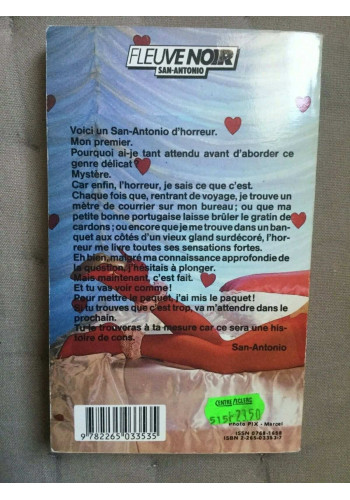 FLEUVE NOIR
SAN-ANTONIO
Voici un San-Antonio d'horreur.
Mon premier.
Pourquoi ai-je tant attendu avant d'aborder ce
genre délicat ?
Mystère.
Car enfin, l'horreur, je sais ce que c'est.
Chaque fois que, rentrant de voyage, je trouve un
mètre de courrier sur mon bureau ; ou que ma
petite bonne portugaise laisse brûler le gratin de
cardons ; ou encore que je me trouve dans un ban-
quet aux côtés d'un vieux gland surdécoré, l'hor-
reur me livre toutes ses sensations fortes.
Eh bien, malgré ma connaissance approfondie de
la question, j'hésitais à plonger.
Mais maintenant, c'est fait.
Et tu vas voir comme !
Pour mettre le paquet, j'ai mis le paquet !
Si tu trouves que c'est trop, va m'attendre dans le
prochain.
Tu le trouveras à ta mesure car ce sera une his-
toire de cons.
San-Antonio
CENTRE E.LECLERC
Photo PIX - Marcel
ISSN 0768-1658
ISBN 2-265-03353-7
9 782265 033535